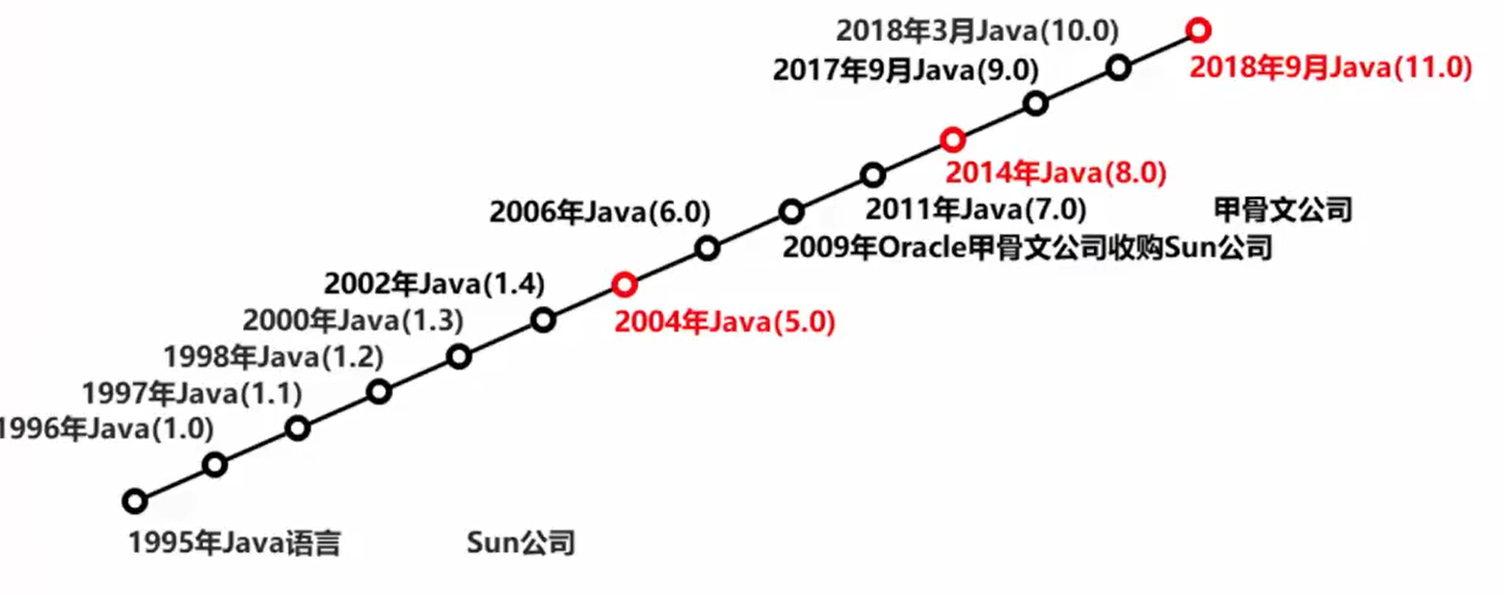 2018年3月Java(10.0)
2018年9月Java(11.0)
2017年9月Java(9.0)
2014年Java(8.0)
2006年Java(6.0)
2011年Java(7.0)
甲骨文公司
2009年Oracle甲骨文公司收购Sun公司
2002年Java(1.4)
2000年Java(1.3)
2004年Java(5.0)
1998年Java(1.2)
1997年Java(1.1)
1996年Java(1.0)
1995年Java语言
Sun公司